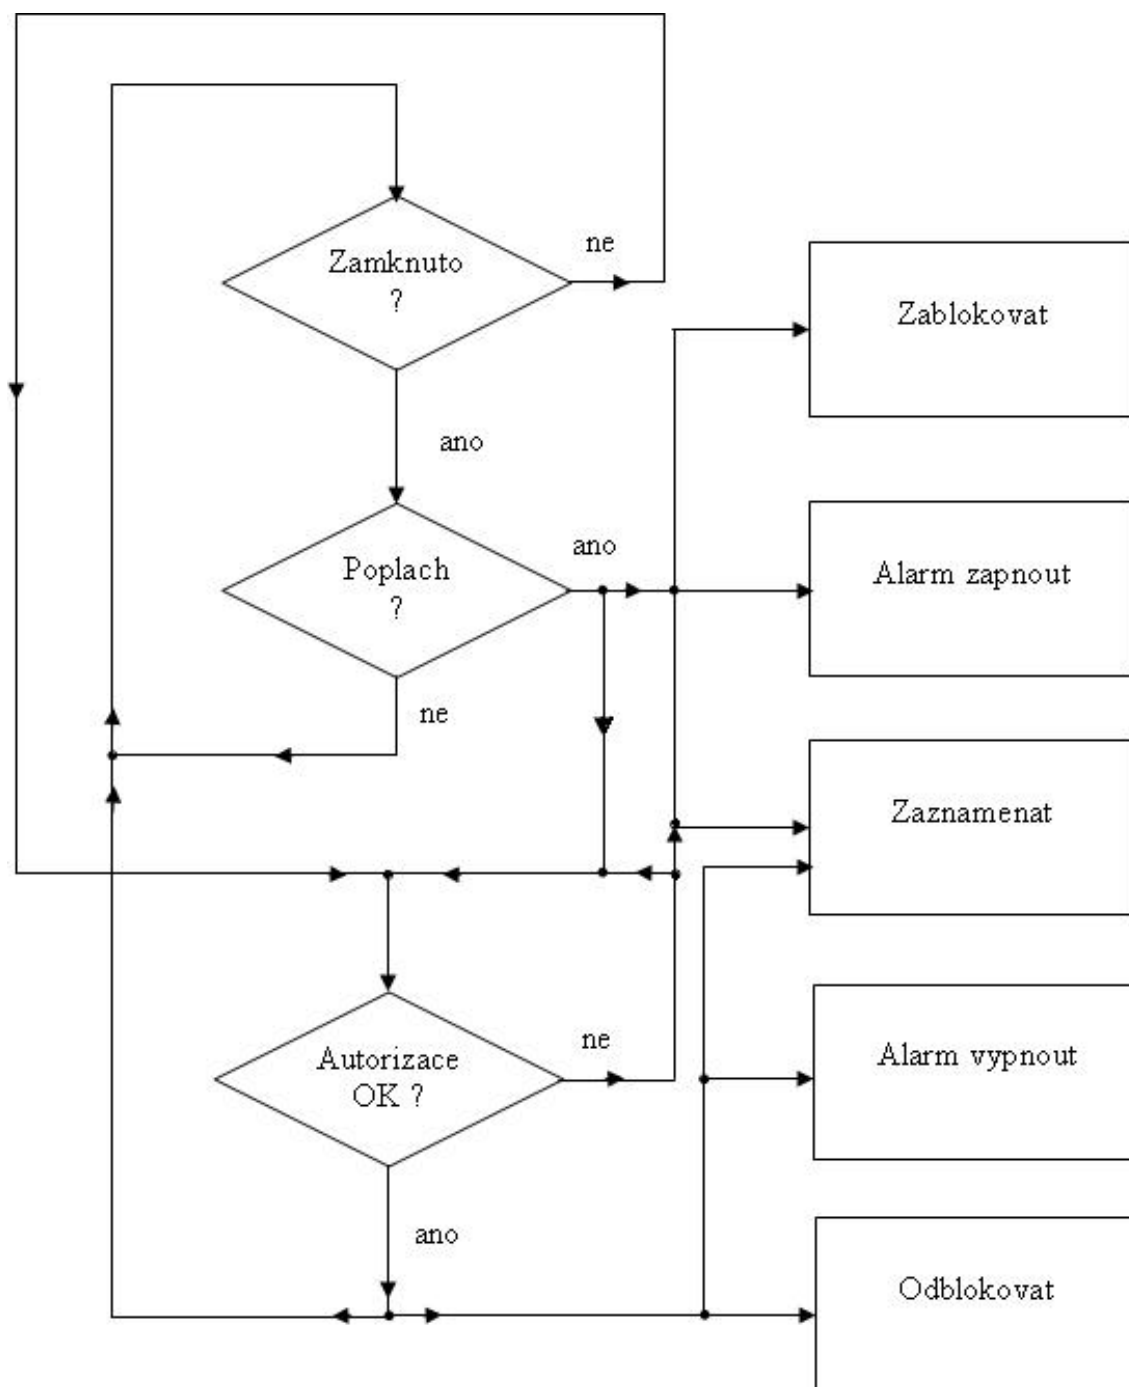 Zamknuto
?
ne
Zablokovat
ano
Poplach
?
ano
Alarm zapnout
ne
Zaznamenat
Autorizace
OK ?
ne
Alarm vypnout
ano
Odblokovat